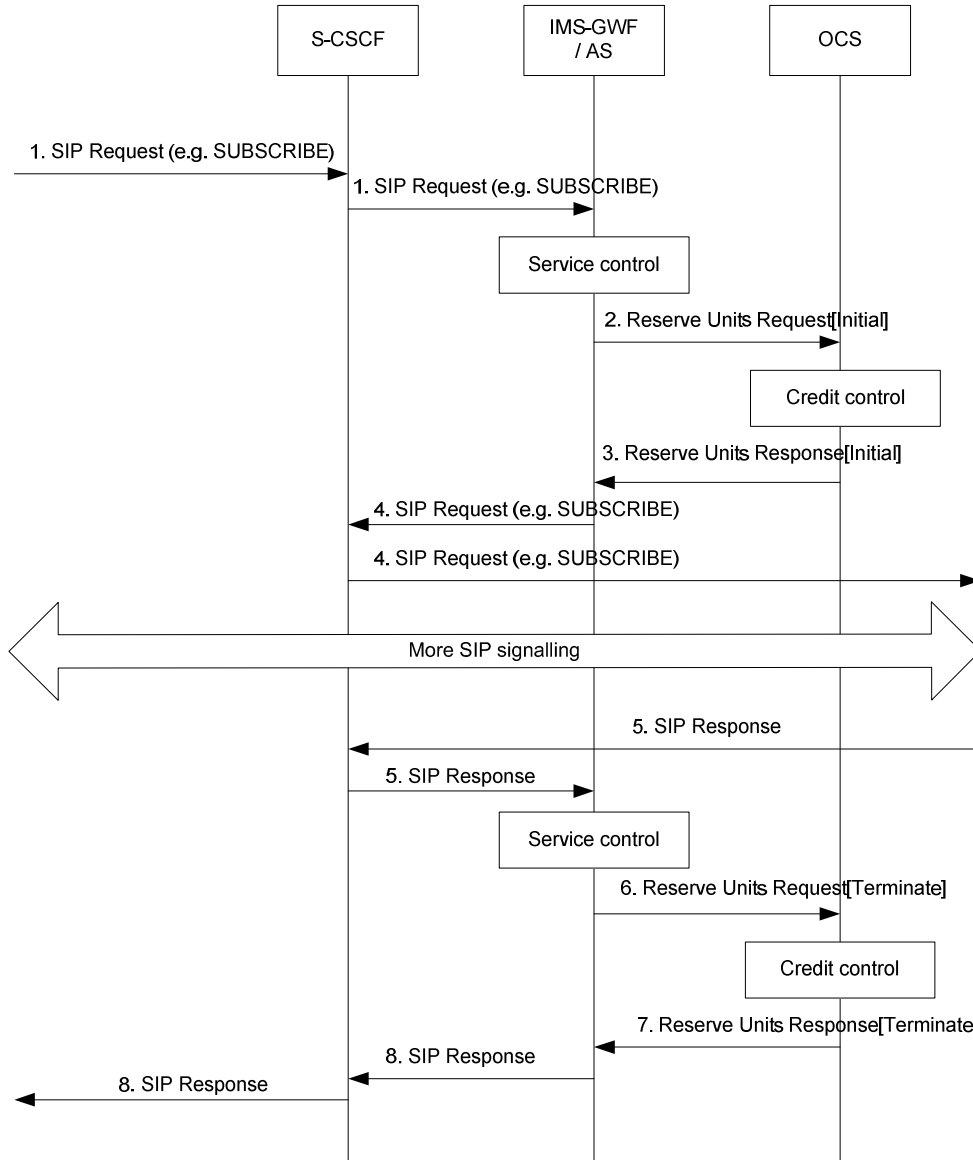 S-CSCF
IMS-GWF
/ AS
OCS
1. SIP Request (e.g. SUBSCRIBE)
1. SIP Request (e.g. SUBSCRIBE)
Service control
2. Reserve Units Request[Initial]
Credit control
3. Reserve Units Response[Initial]
4. SIP Request (e.g. SUBSCRIBE)
4. SIP Request (e.g. SUBSCRIBE)
More SIP signalling
5. SIP Response
5. SIP Response
Service control
6. Reserve Units Request[Terminate]
Credit control
7. Reserve Units Response[Terminate
8. SIP Response
8. SIP Response